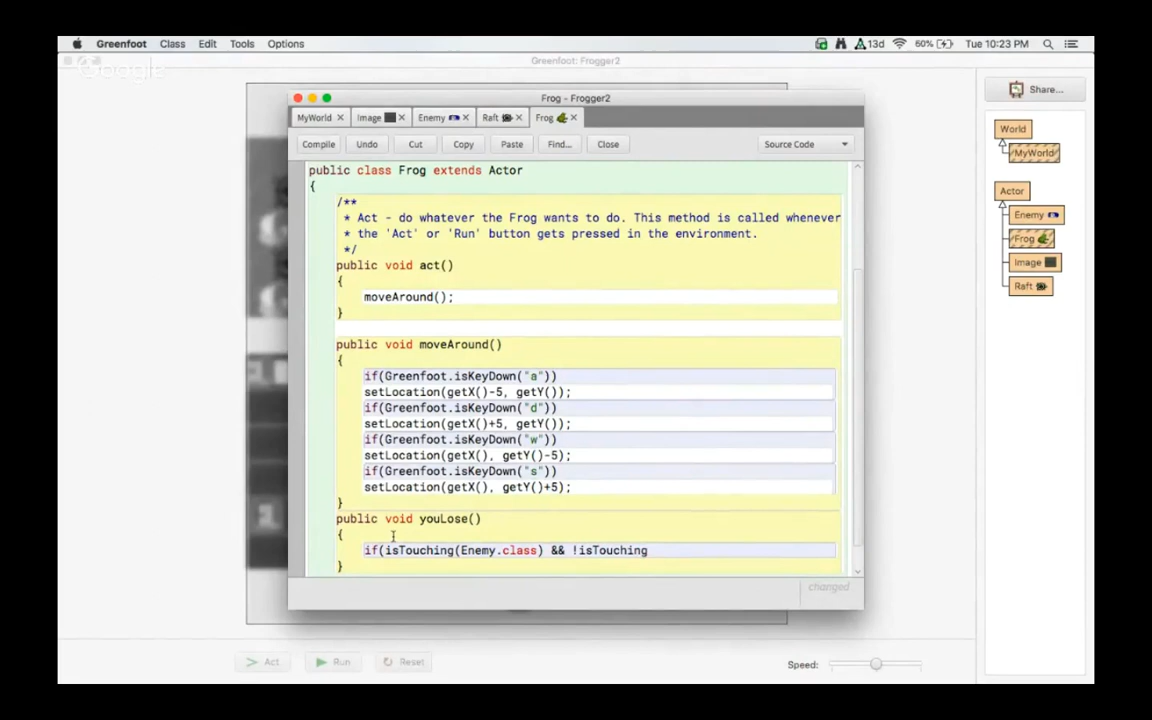 Greenfoot Class Edit Tools Options
13d 60% Tue 10:23 PM
Google
Greenfoot: Frogger2
Share...
Frog - Frogger2
MyWorld Image Enemy Raft Frog
Compile Undo Cut Copy Paste Find... Close Source Code
World
MyWorld
Actor
Enemy
Frog
Image
Raft
public class Frog extends Actor
{
/**
* Act - do whatever the Frog wants to do. This method is called whenever
* the 'Act' or 'Run' button gets pressed in the environment.
*/
public void act()
{
moveAround();
}
public void moveAround()
{
if(Greenfoot.isKeyDown("a"))
setLocation(getX()-5, getY());
if(Greenfoot.isKeyDown("d"))
setLocation(getX()+5, getY());
if(Greenfoot.isKeyDown("w"))
setLocation(getX(), getY()-5);
if(Greenfoot.isKeyDown("s"))
setLocation(getX(), getY()+5);
}
public void youLose()
{
if(isTouching(Enemy.class) && !isTouching
}
changed
Act Run Reset Speed: